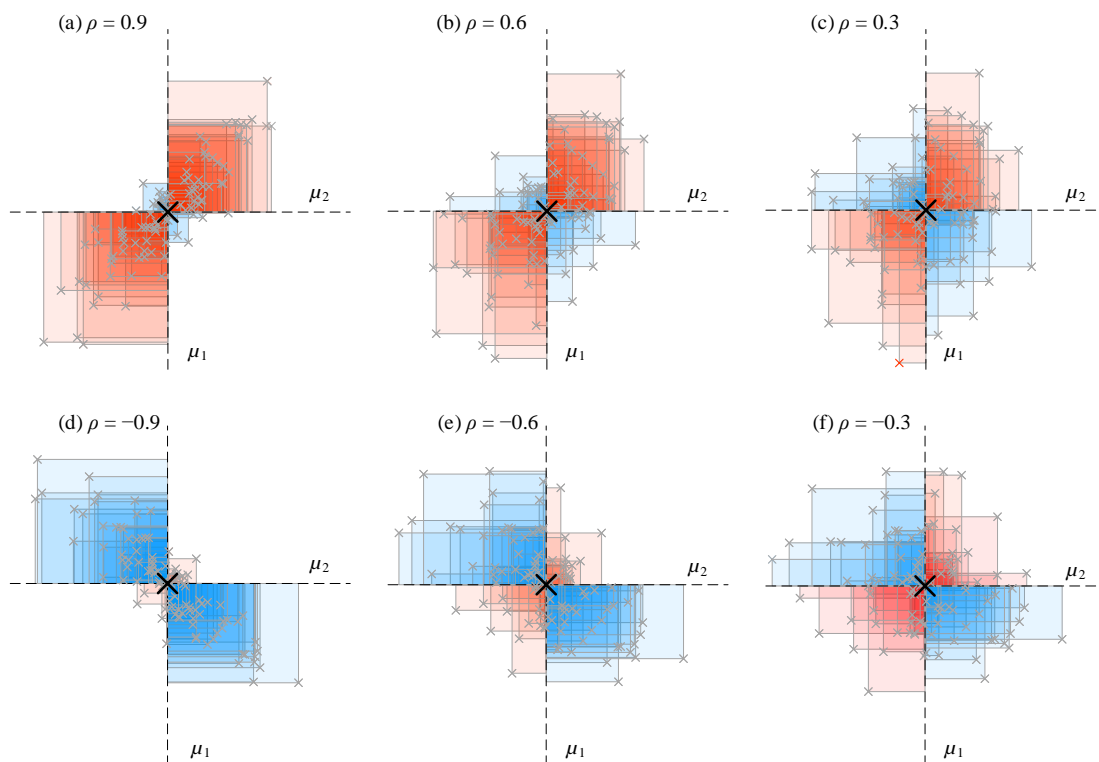 (a) ρ = 0.9
(b) ρ = 0.6
(c) ρ = 0.3
μ₂
μ₂
μ₂
μ₁
μ₁
μ₁
(d) ρ = −0.9
(e) ρ = −0.6
(f) ρ = −0.3
μ₂
μ₂
μ₂
μ₁
μ₁
μ₁